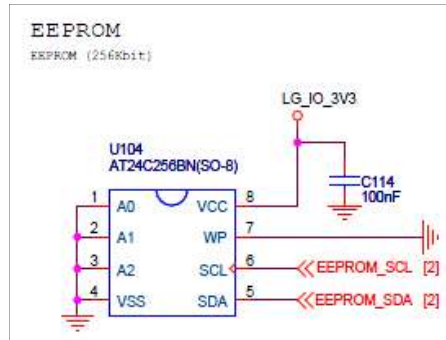 EEPROM
EEPROM (256Kbit)
LG_IO_3V3
U104
AT24C256BN(SO-8)
C114
100nF
1 A0 VCC 8
2 A1 WP 7
3 A2 SCL 6 EEPROM_SCL [2]
4 VSS SDA 5 EEPROM_SDA [2]